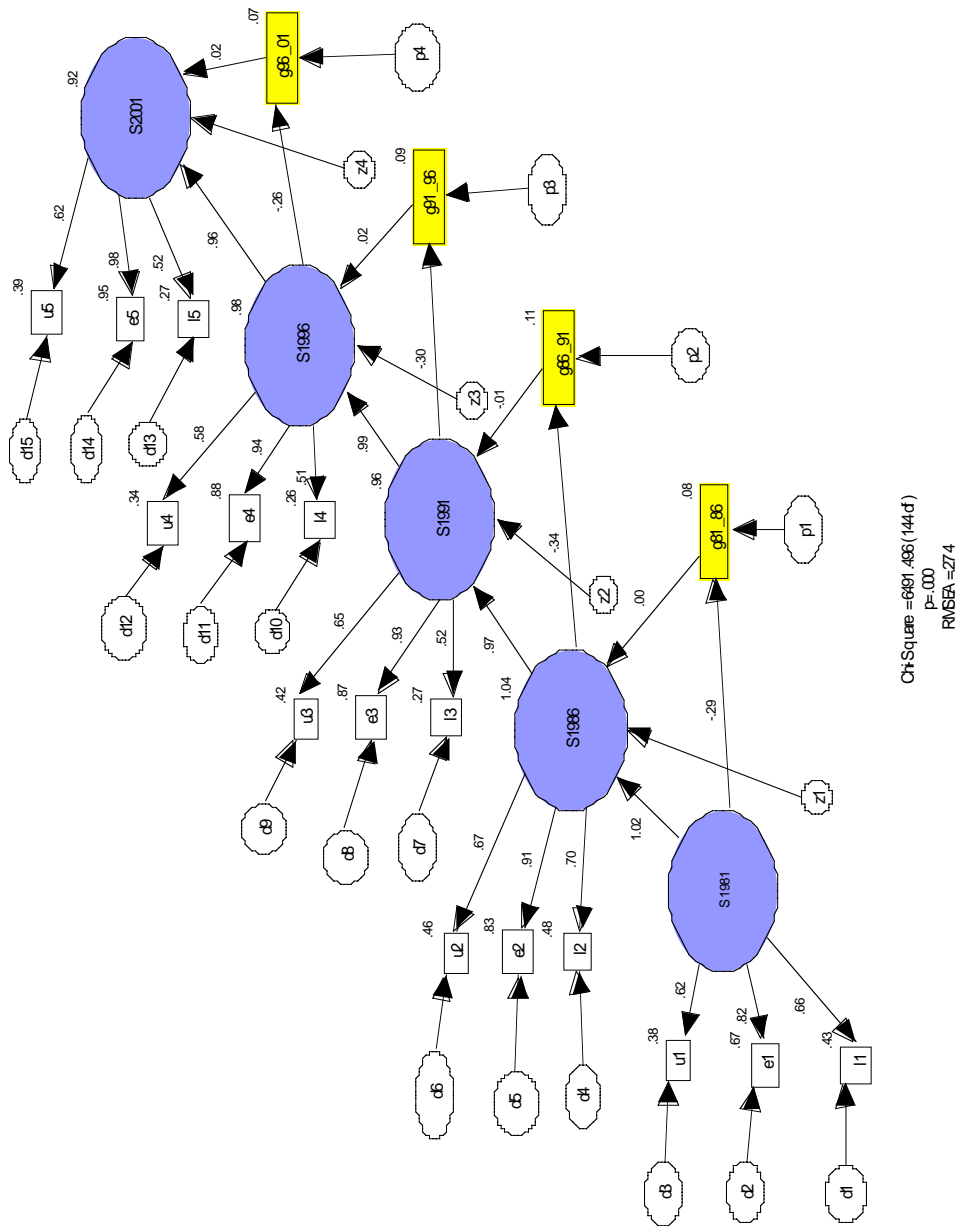 d3
d2
d1
.38
u1
.67
e1
.43
l1
.62
.82
.66
S1981
d6
d5
d4
.46
u2
.83
e2
.48
l2
.67
.91
.70
1.04
S1986
1.02
-.29
.00
.08
g81_86
p1
z1
d9
d8
d7
.42
u3
.87
e3
.27
l3
.65
.93
.52
.96
S1991
.97
-.34
-.01
.11
g86_91
p2
z2
d12
d11
d10
.34
u4
.88
e4
.26
l4
.58
.94
.51
.98
S1996
.99
-.30
.02
.09
g91_96
p3
z3
d15
d14
d13
.39
u5
.95
e5
.27
l5
.62
.98
.52
.92
S2001
.96
-.26
.02
.07
g96_01
p4
z4
Chi-Square =6491.496 (144 df)
p=.000
RMSEA =.274